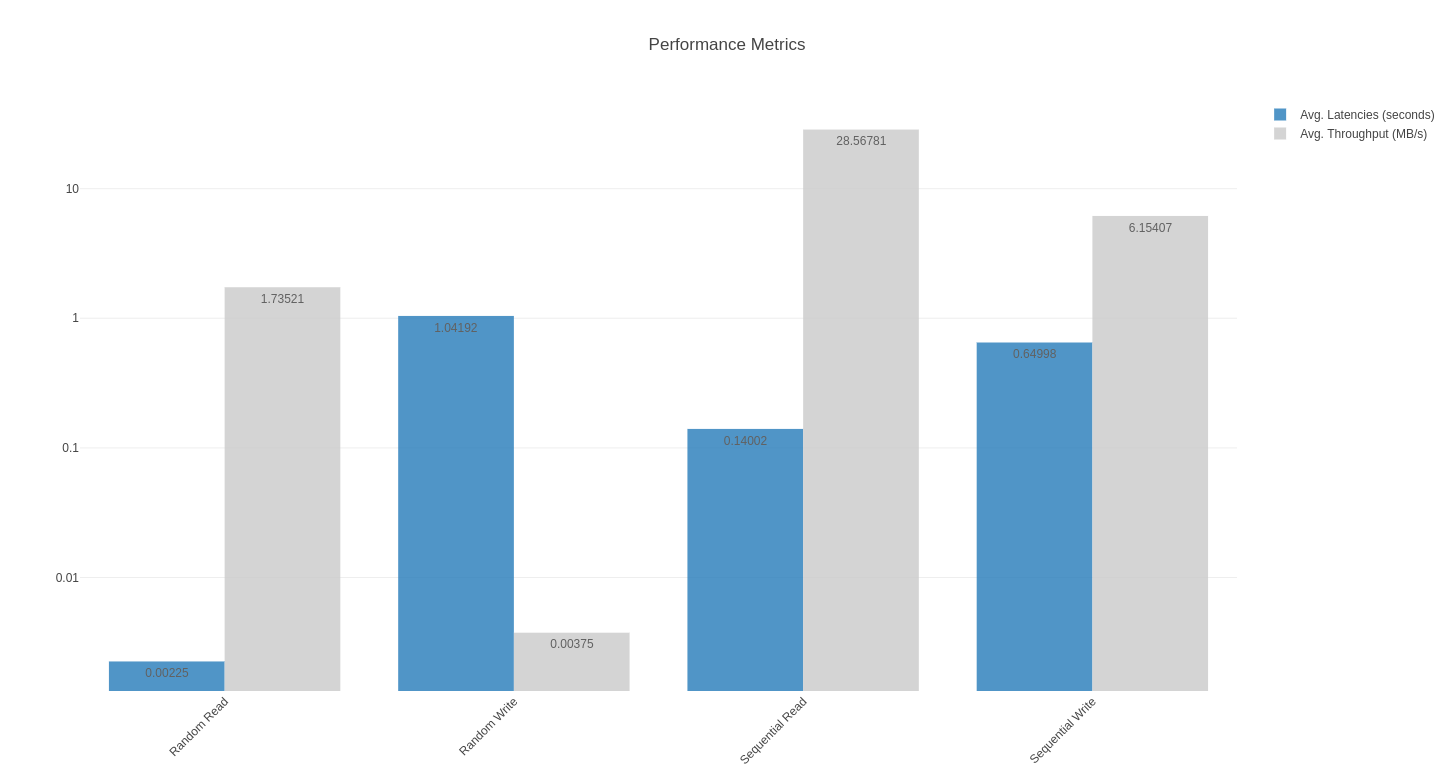 Performance Metrics
Avg. Latencies (seconds)
Avg. Throughput (MB/s)
10
1
0.1
0.01
0.00225
1.73521
1.04192
0.00375
0.14002
28.56781
0.64998
6.15407
Random Read
Random Write
Sequential Read
Sequential Write